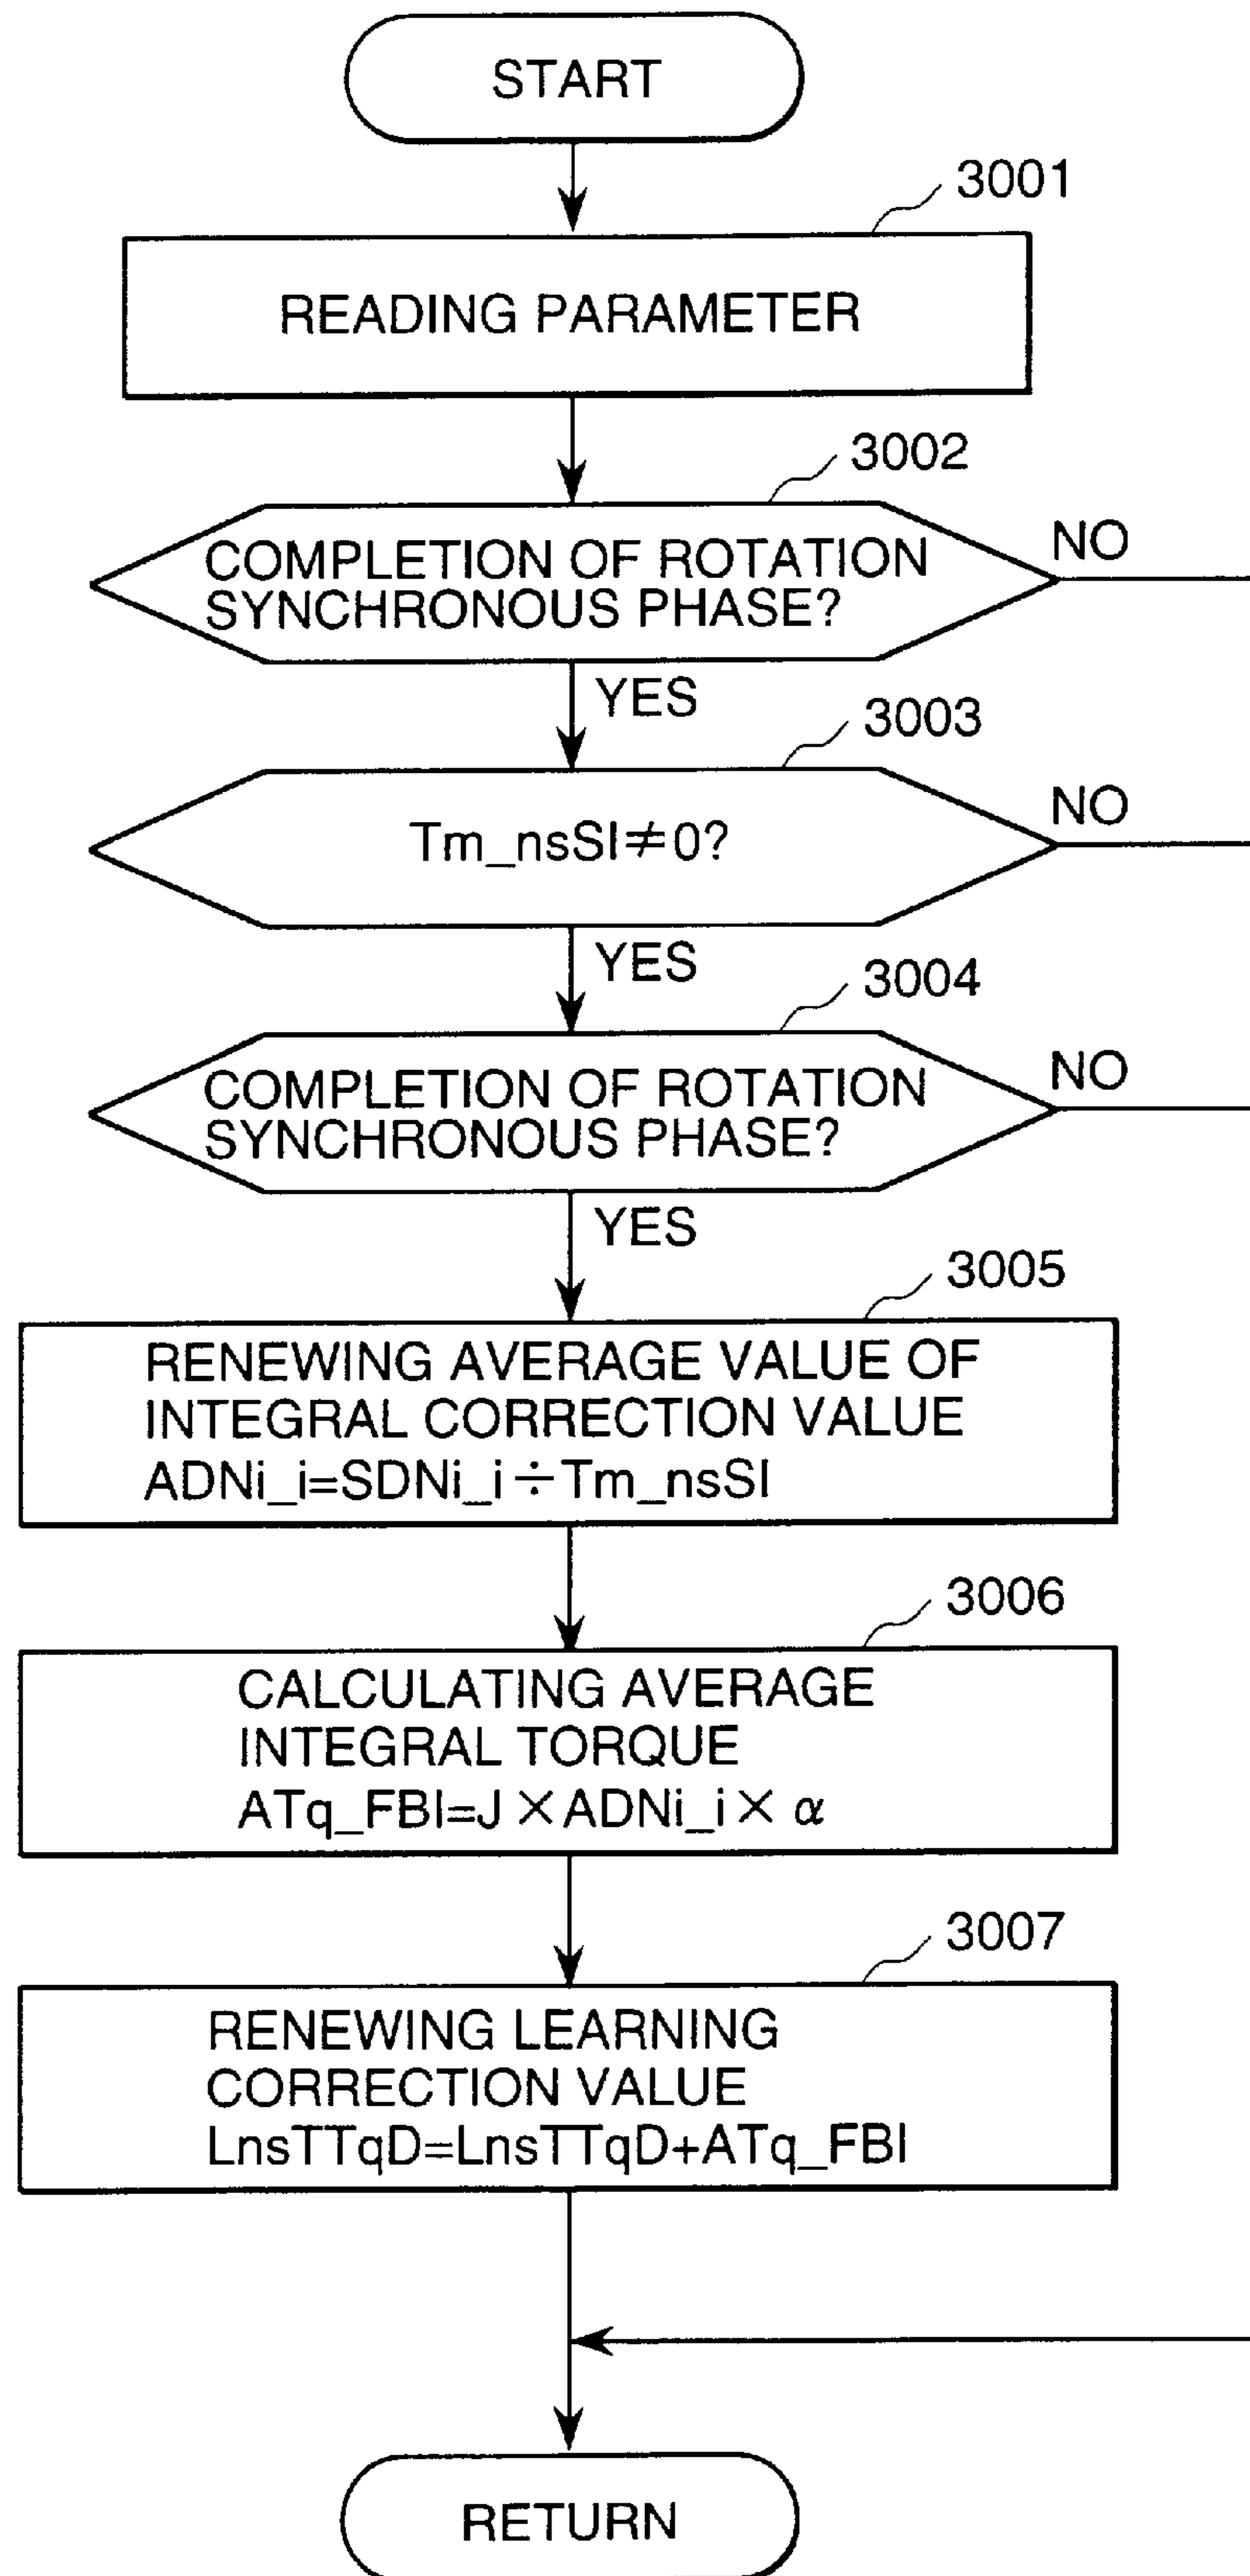 START
3001
READING PARAMETER
3002
COMPLETION OF ROTATION
SYNCHRONOUS PHASE?
NO
YES
3003
Tm_nsSI≠0?
NO
YES
3004
COMPLETION OF ROTATION
SYNCHRONOUS PHASE?
NO
YES
3005
RENEWING AVERAGE VALUE OF
INTEGRAL CORRECTION VALUE
ADNi_i=SDNi_i÷Tm_nsSI
3006
CALCULATING AVERAGE
INTEGRAL TORQUE
ATq_FBI=J×ADNi_i×α
3007
RENEWING LEARNING
CORRECTION VALUE
LnsTTqD=LnsTTqD+ATq_FBI
RETURN